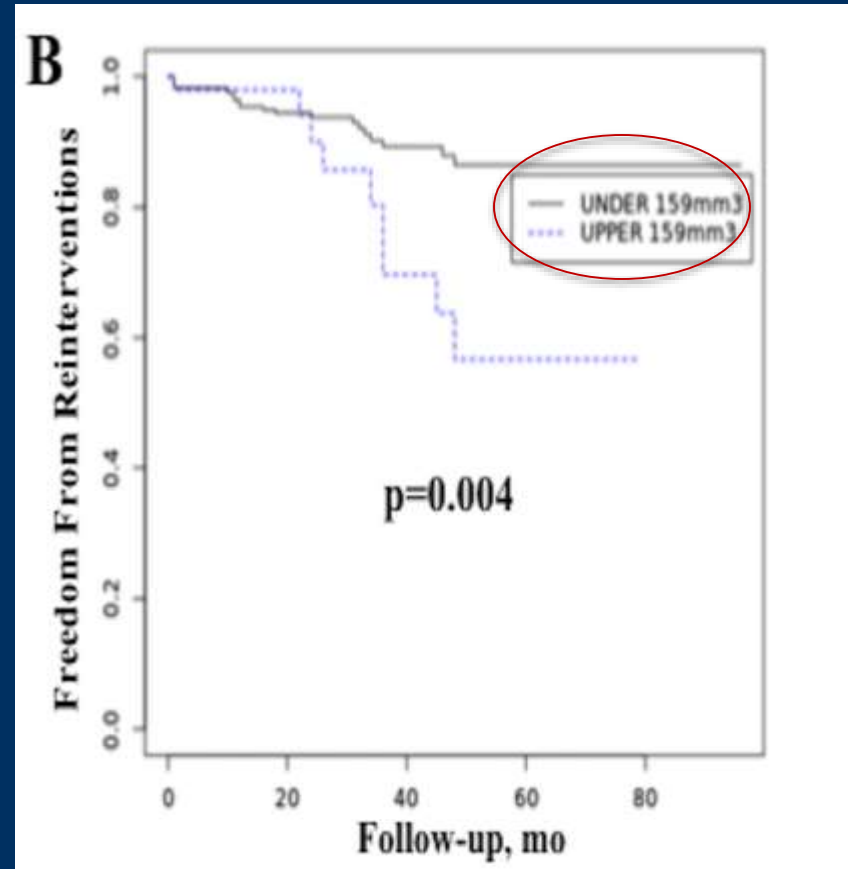 B
Freedom From Reinterventions
1.0
0.8
0.6
0.4
0.2
0.0
UNDER 159mm3
UPPER 159mm3
p=0.004
0 20 40 60 80
Follow-up, mo